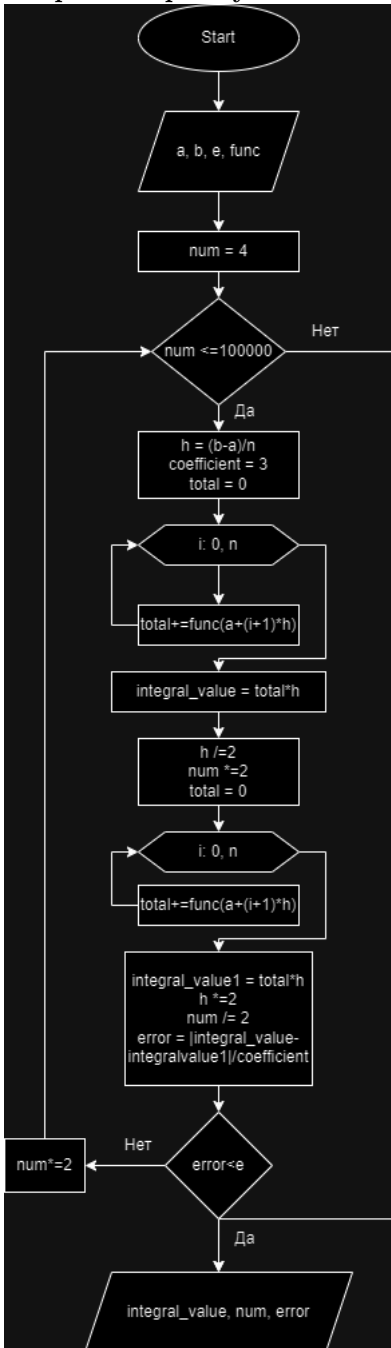 Start
a, b, e, func
num = 4
num <=100000
Нет
Да
h = (b-a)/n
coefficient = 3
total = 0
i: 0, n
total+=func(a+(i+1)*h)
integral_value = total*h
h /=2
num *=2
total = 0
i: 0, n
total+=func(a+(i+1)*h)
integral_value1 = total*h
h *=2
num /= 2
error = |integral_value-
integralvalue1|/coefficient
Нет
num*=2
error<e
Да
integral_value, num, error